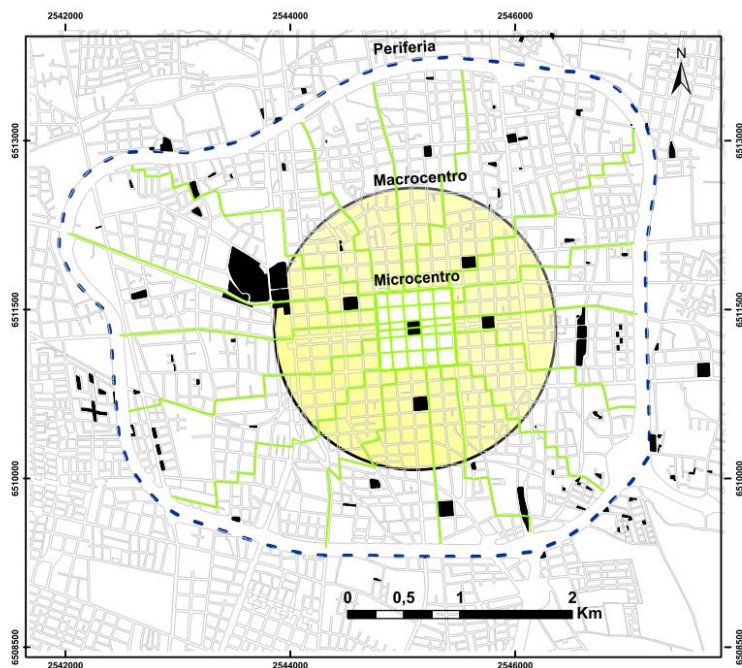 2542000 2544000 2546000
Periferia
N
6513000 6513000
Macrocentro
Microcentro
6511500 6511500
6510000 6510000
0 0,5 1 2
Km
6508500 6508500
2542000 2544000 2546000